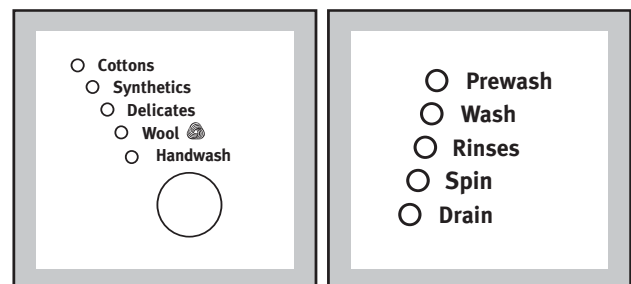 Cottons
Synthetics
Delicates
Wool
Handwash
Prewash
Wash
Rinses
Spin
Drain